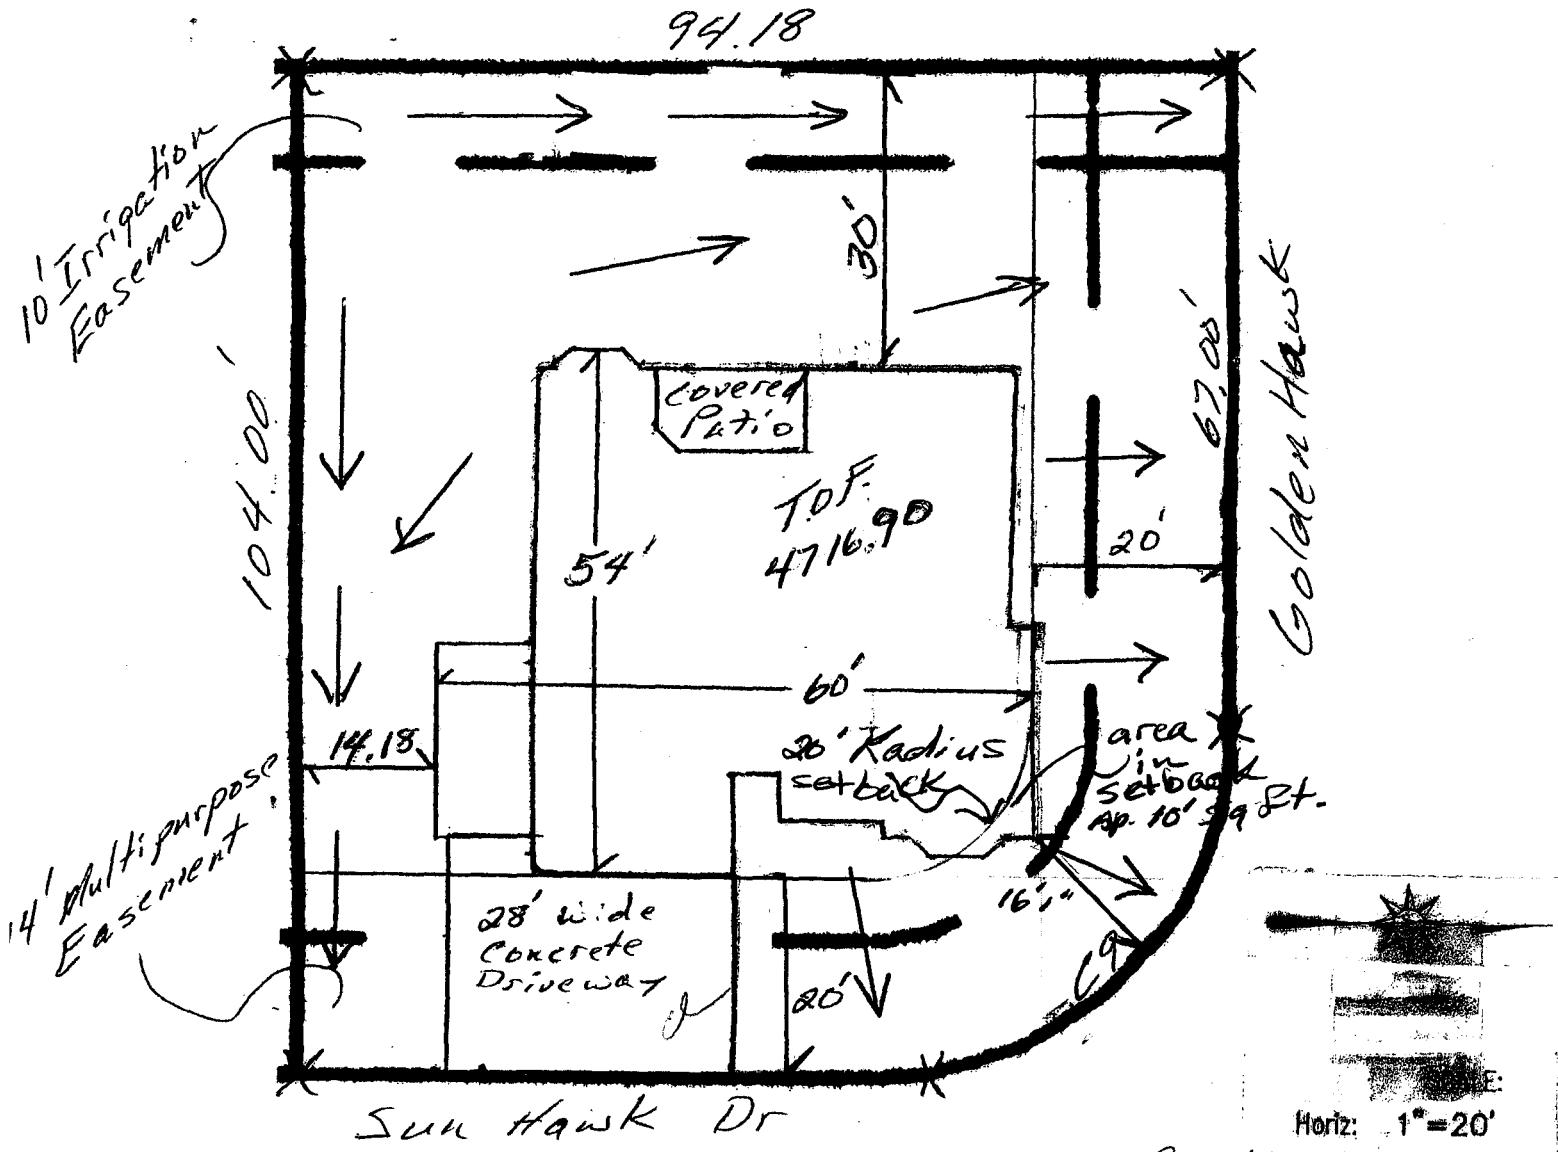 94.18
10' Irrigation
Easement
30'
67.00'
Golden Hawk
104.00'
Covered
Patio
T.O.F.
4716.90
54'
20'
60'
14.18
20' Radius
setback
area
in
setback
Ap. 10' sq ft.
14' Multipurpose
Easement
28' wide
Concrete
Driveway
20'
16'1"
C9
Sun Hawk Dr
Horiz: 1"=20'